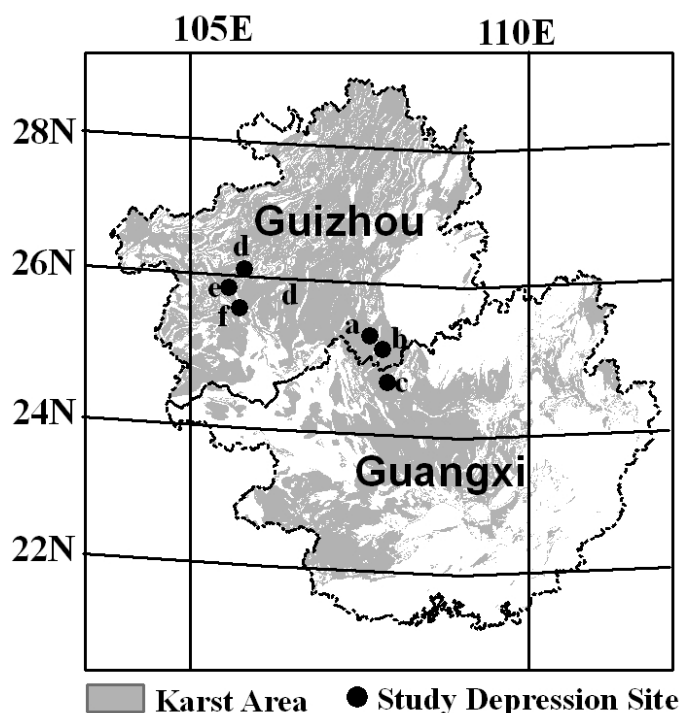 105E 110E
28N
Guizhou
d
26N
e d
f
a b
c
24N
Guangxi
22N
Karst Area Study Depression Site